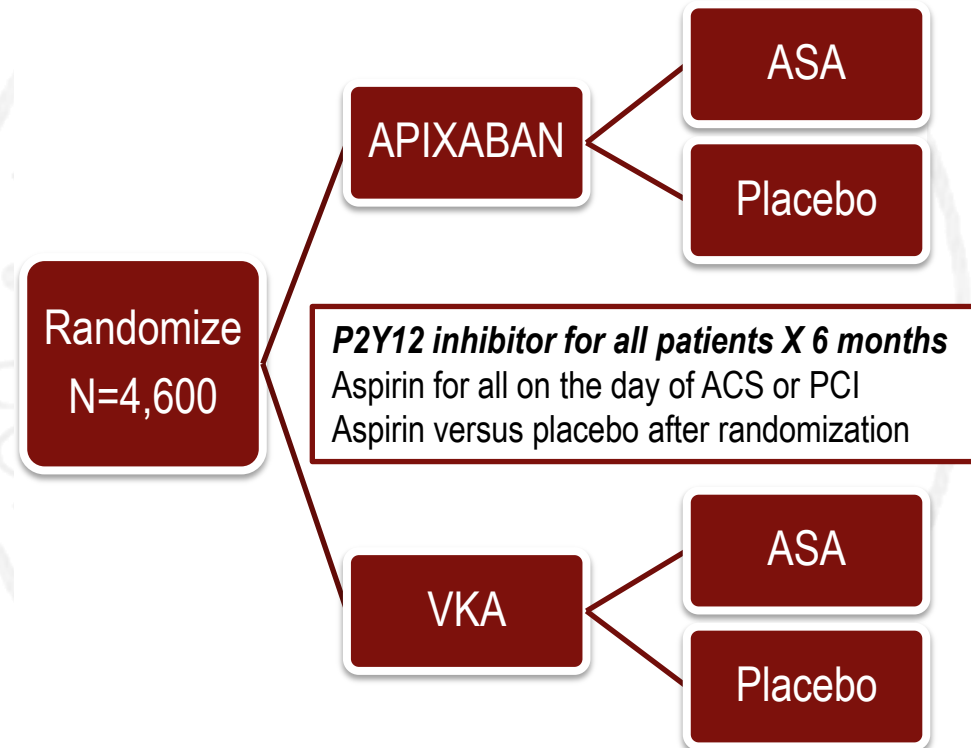 ASA
APIXABAN
Placebo
Randomize
N=4,600
P2Y12 inhibitor for all patients X 6 months
Aspirin for all on the day of ACS or PCI
Aspirin versus placebo after randomization
ASA
VKA
Placebo